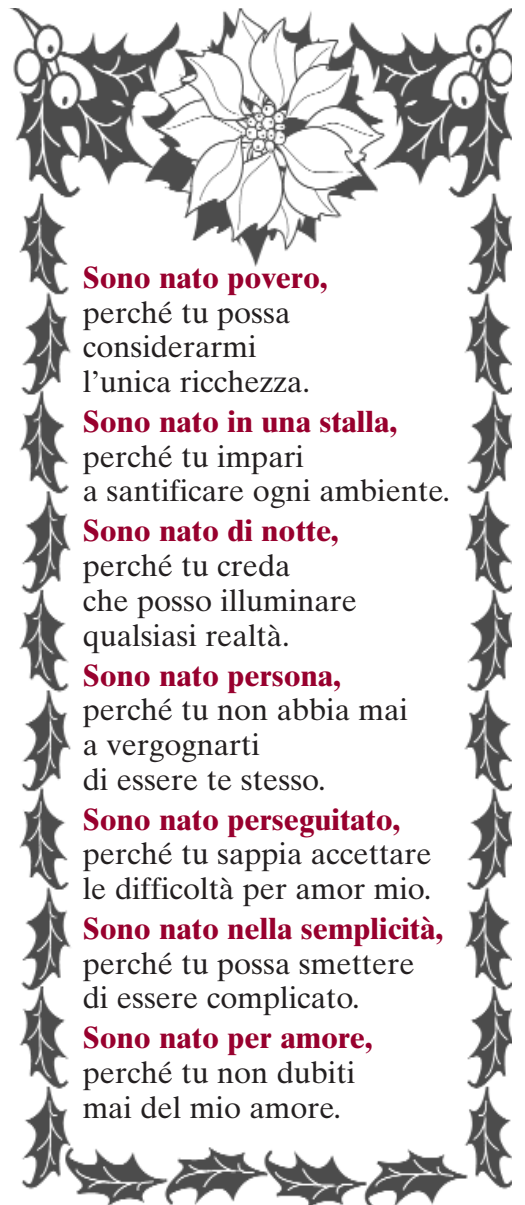 Sono nato povero,
perché tu possa
considerarmi
l’unica ricchezza.
Sono nato in una stalla,
perché tu impari
a santificare ogni ambiente.
Sono nato di notte,
perché tu creda
che posso illuminare
qualsiasi realtà.
Sono nato persona,
perché tu non abbia mai
a vergognarti
di essere te stesso.
Sono nato perseguitato,
perché tu sappia accettare
le difficoltà per amor mio.
Sono nato nella semplicità,
perché tu possa smettere
di essere complicato.
Sono nato per amore,
perché tu non dubiti
mai del mio amore.